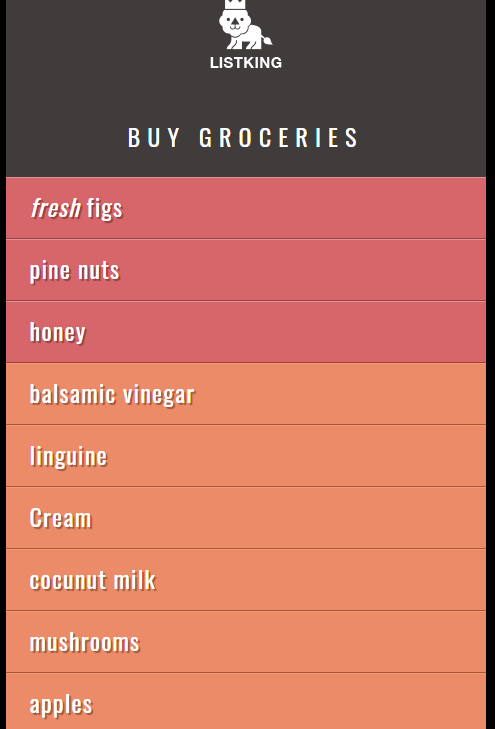 LISTKING
BUY GROCERIES
fresh figs
pine nuts
honey
balsamic vinegar
linguine
Cream
cocunut milk
mushrooms
apples